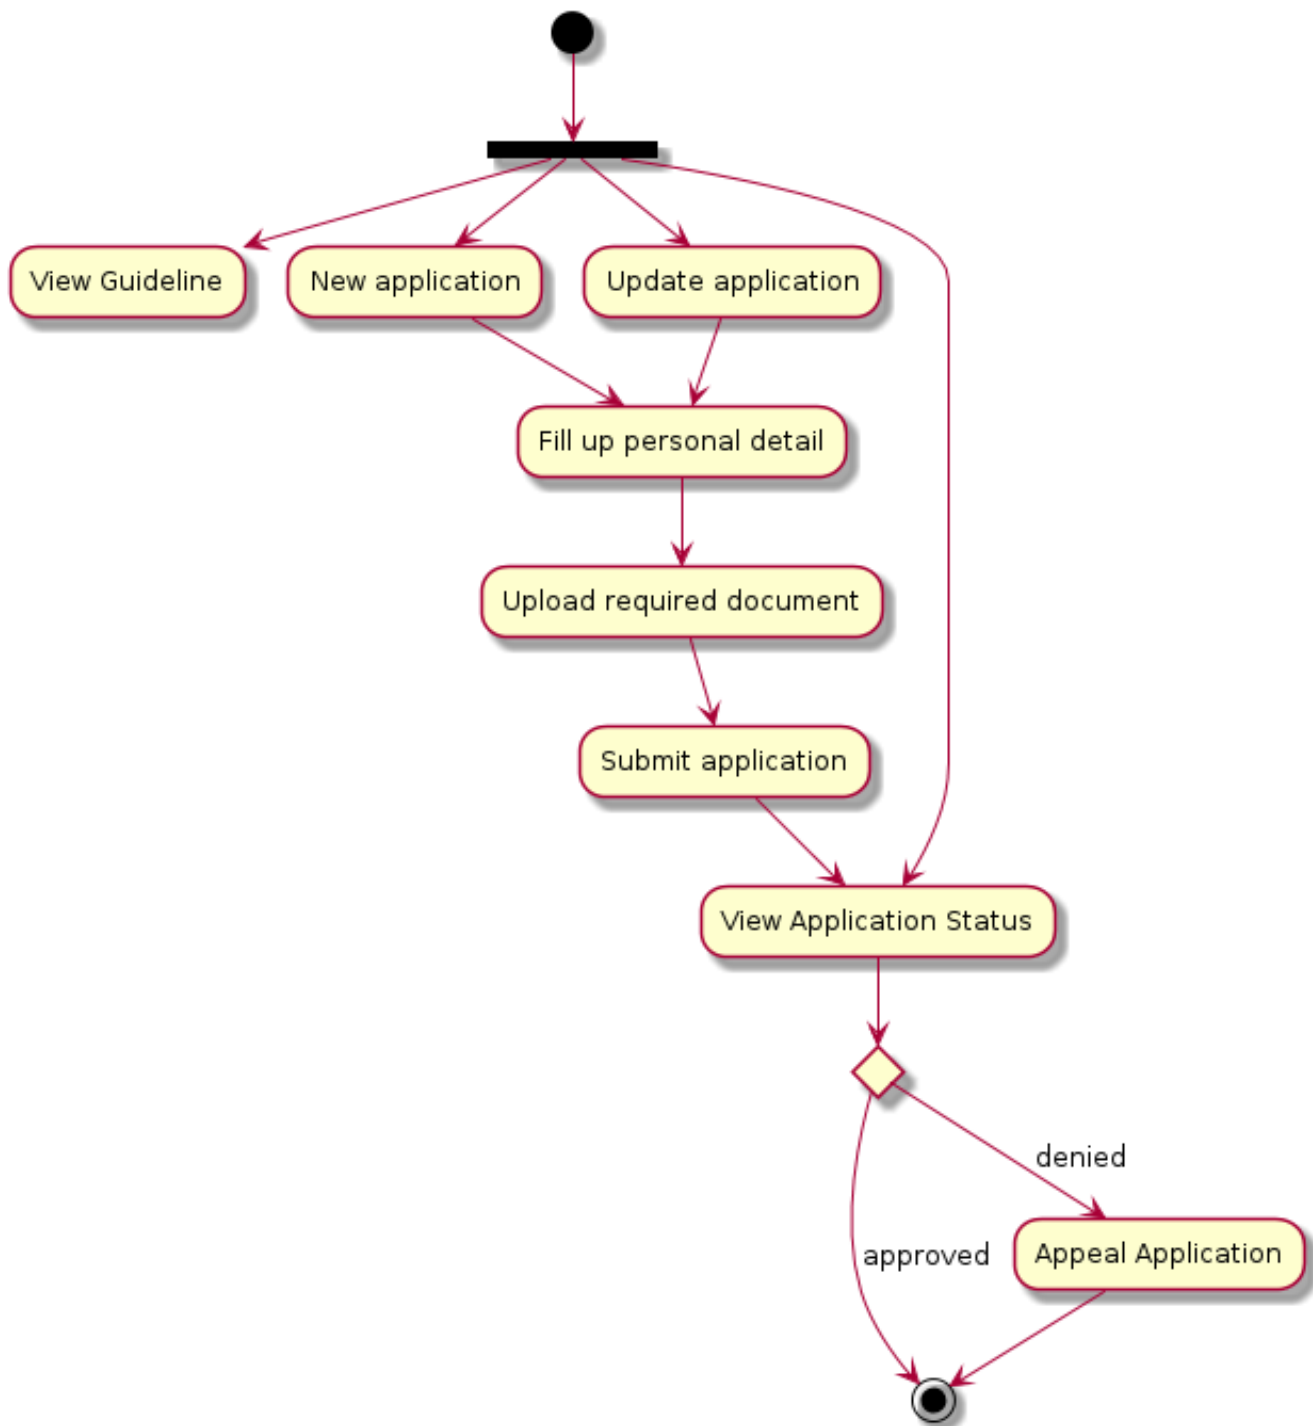 View Guideline
New application
Update application
Fill up personal detail
Upload required document
Submit application
View Application Status
denied
approved
Appeal Application